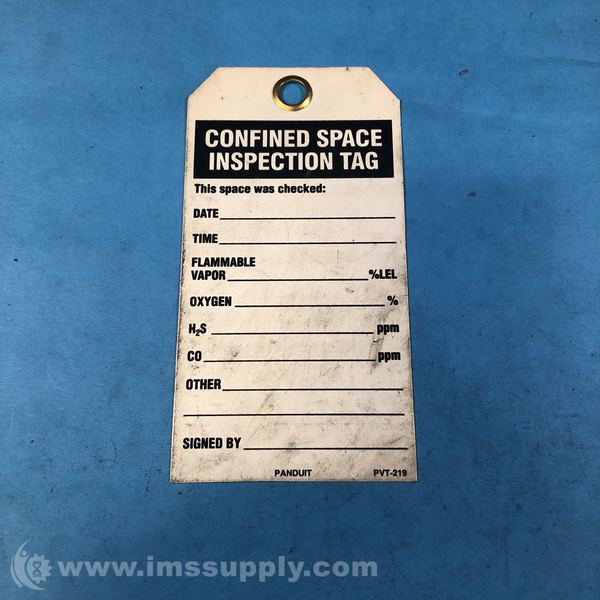 CONFINED SPACE
INSPECTION TAG
This space was checked:
DATE
TIME
FLAMMABLE
VAPOR %LEL
OXYGEN %
H₂S ppm
CO ppm
OTHER
SIGNED BY
PANDUIT PVT-219
www.imssupply.com